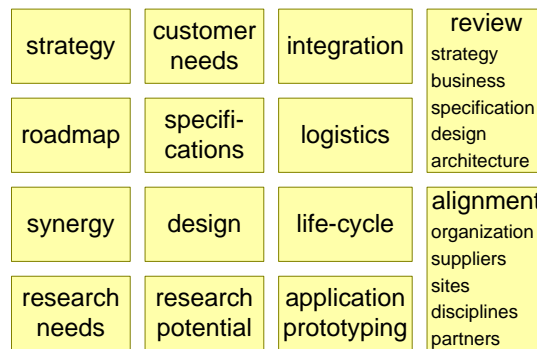 strategy
customer
needs
integration
review
strategy
business
specification
design
architecture
roadmap
specifi-
cations
logistics
synergy
design
life-cycle
alignment
organization
suppliers
sites
disciplines
partners
research
needs
research
potential
application
prototyping